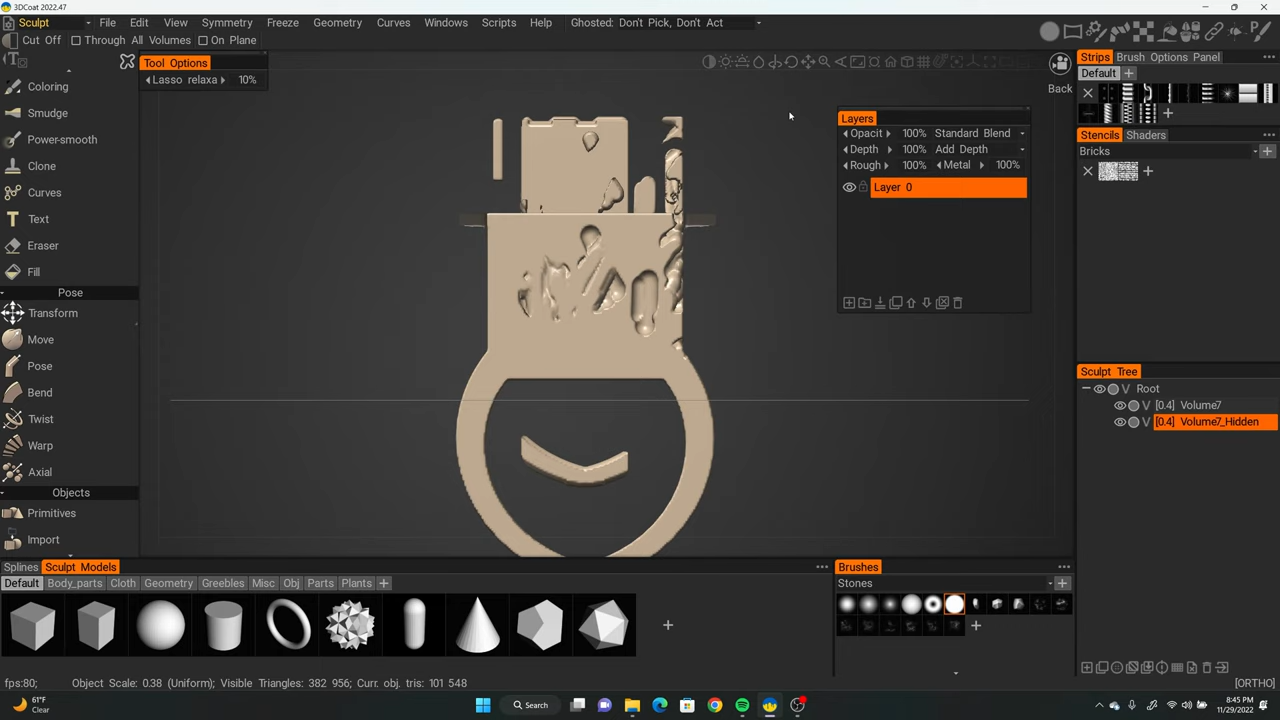 3DCoat 2022.47
Sculpt File Edit View Symmetry Freeze Geometry Curves Windows Scripts Help Ghosted: Don't Pick, Don't Act
Cut Off Through All Volumes On Plane
Tool Options
Lasso relaxa 10%
Coloring
Smudge
Power-smooth
Clone
Curves
Text
Eraser
Fill
Pose
Transform
Move
Pose
Bend
Twist
Warp
Axial
Objects
Primitives
Import
Back
Layers
Opacit 100% Standard Blend
Depth 100% Add Depth
Rough 100% Metal 100%
Layer 0
Strips Brush Options Panel
Default
Stencils Shaders
Bricks
Sculpt Tree
Root
V [0.4] Volume7
V [0.4] Volume7_Hidden
Splines Sculpt Models
Default Body_parts Cloth Geometry Greebles Misc Obj Parts Plants
Brushes
Stones
fps:80; Object Scale: 0.38 (Uniform); Visible Triangles: 382 956; Curr. obj. tris: 101 548
[ORTHO]
61°F
Clear
Search
8:45 PM
11/29/2022